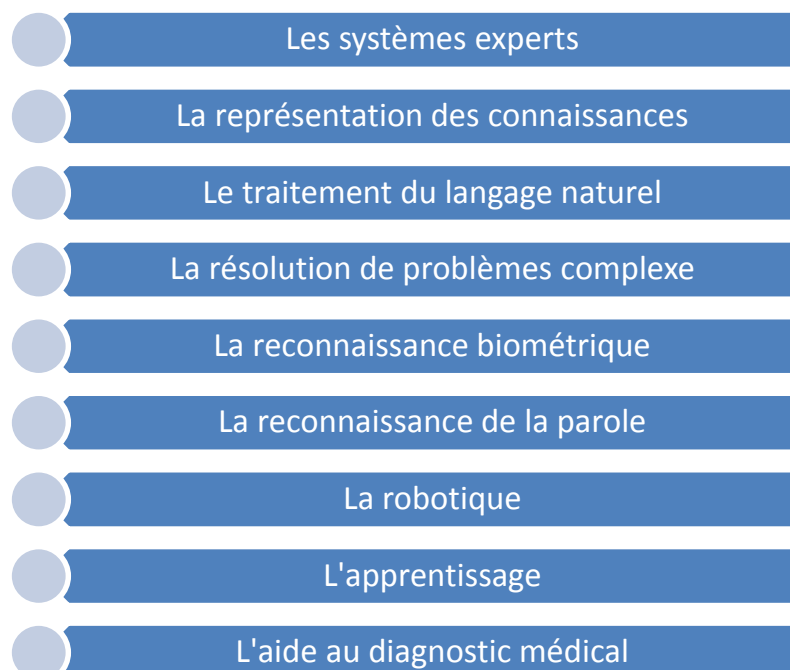 Les systèmes experts
La représentation des connaissances
Le traitement du langage naturel
La résolution de problèmes complexe
La reconnaissance biométrique
La reconnaissance de la parole
La robotique
L'apprentissage
L'aide au diagnostic médical